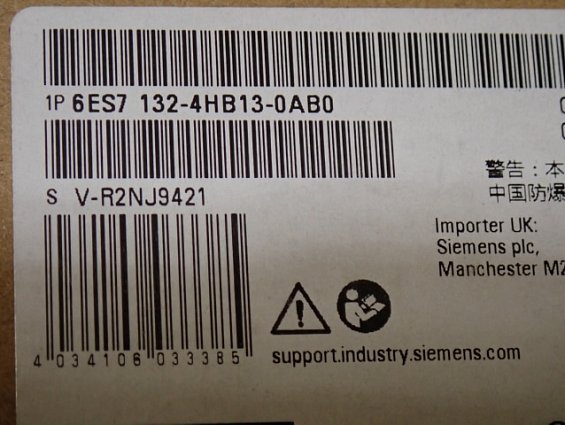 1P 6ES7 132-4HB13-0AB0
S V-R2NJ9421
警告：本
中国防爆
Importer UK:
Siemens plc,
Manchester M2
4 034106 033385
support.industry.siemens.com